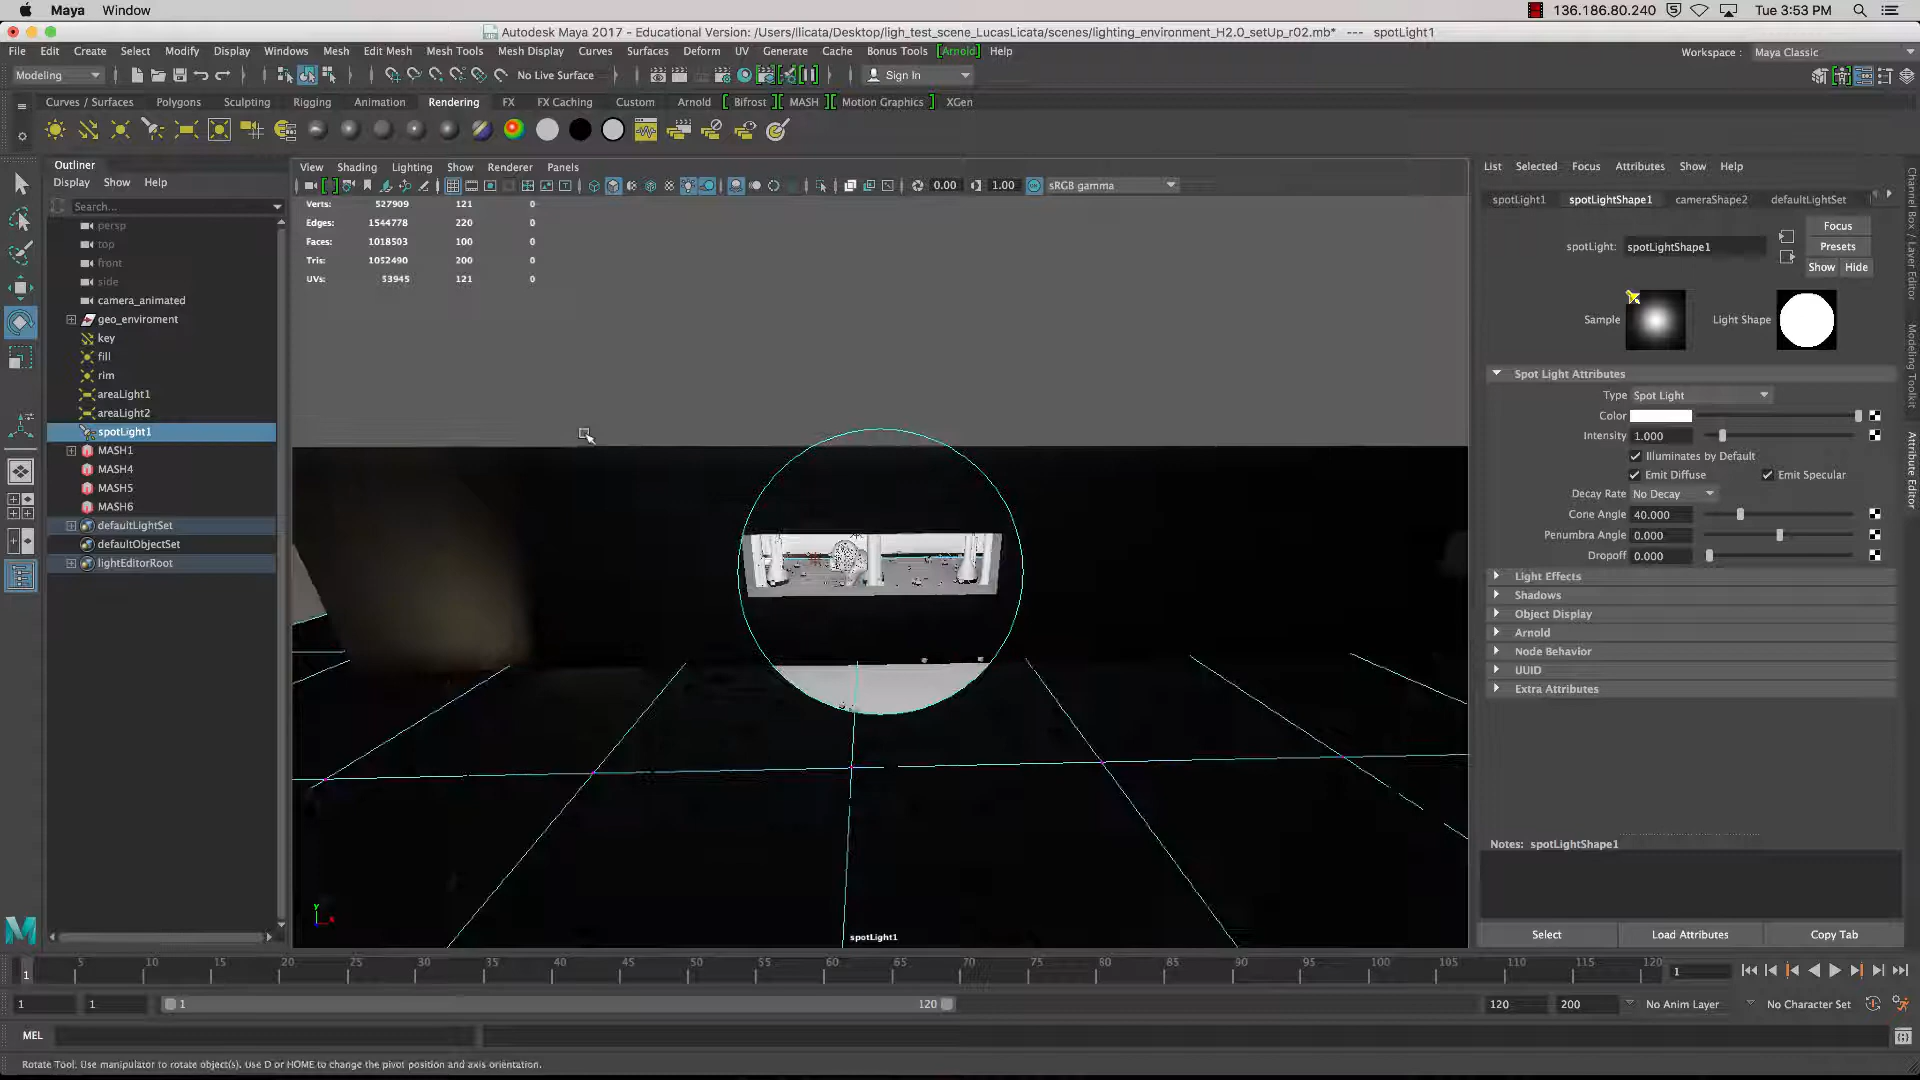 Maya Window 136.186.80.240 Tue 3:53 PM
Autodesk Maya 2017 - Educational Version: /Users/llicata/Desktop/ligh_test_scene_LucasLicata/scenes/lighting_environment_H2.0_setUp_r02.mb* --- spotLight1
File Edit Create Select Modify Display Windows Mesh Edit Mesh Mesh Tools Mesh Display Curves Surfaces Deform UV Generate Cache Bonus Tools [Arnold] Help Workspace : Maya Classic
Modeling No Live Surface Sign In
Curves / Surfaces Polygons Sculpting Rigging Animation Rendering FX FX Caching Custom Arnold Bifrost MASH Motion Graphics XGen
Outliner
Display Show Help
Search...
persp
top
front
side
camera_animated
geo_enviroment
key
fill
rim
areaLight1
areaLight2
spotLight1
MASH1
MASH4
MASH5
MASH6
defaultLightSet
defaultObjectSet
lightEditorRoot
View Shading Lighting Show Renderer Panels
0.00 1.00 sRGB gamma
Verts: 527909 121 0
Edges: 1544778 220 0
Faces: 1018503 100 0
Tris: 1052490 200 0
UVs: 53945 121 0
Y
spotLight1
List Selected Focus Attributes Show Help
spotLight1 spotLightShape1 cameraShape2 defaultLightSet
Focus
spotLight: spotLightShape1
Presets
Show Hide
Sample Light Shape
Spot Light Attributes
Type Spot Light
Color
Intensity 1.000
Illuminates by Default
Emit Diffuse Emit Specular
Decay Rate No Decay
Cone Angle 40.000
Penumbra Angle 0.000
Dropoff 0.000
Light Effects
Shadows
Object Display
Arnold
Node Behavior
UUID
Extra Attributes
Notes: spotLightShape1
Select Load Attributes Copy Tab
Channel Box / Layer Editor
Modeling Toolkit
Attribute Editor
1 5 10 15 20 25 30 35 40 45 50 55 60 65 70 75 80 85 90 95 100 105 110 115 120 1
1 1 1 120 120 200 No Anim Layer No Character Set
MEL
Rotate Tool: Use manipulator to rotate object(s). Use D or HOME to change the pivot position and axis orientation.